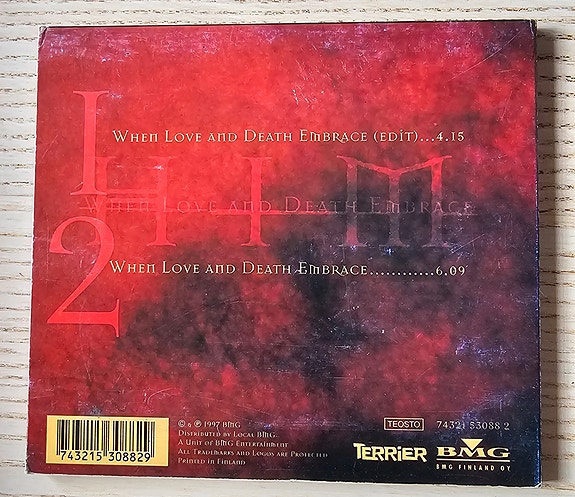 1
When Love and Death Embrace (edit)...4.15
HIM
When Love and Death Embrace
2
When Love and Death Embrace............6.09
743215 308829
© & ℗ 1997 BMG
Distributed by Local BMG.
A Unit of BMG Entertainment
All Trademarks and Logos are Protected
Printed in Finland
TEOSTO 74321 53088 2
TERRIER BMG
BMG FINLAND OY